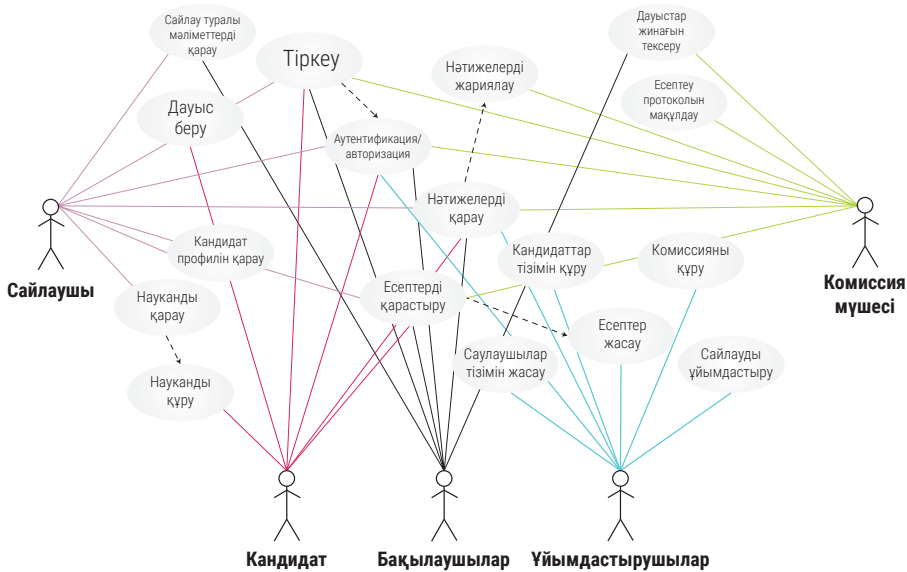 Сайлау туралы
мәліметтерді
қарау
Тіркеу
Нәтижелерді
жариялау
Дауыстар
жинағын
тексеру
Есептеу
протоколын
мақұлдау
Дауыс
беру
Аутентификация/
авторизация
Нәтижелерді
қарау
Кандидат
профилін қарау
Кандидаттар
тізімін құру
Комиссияны
құру
Сайлаушы
Комиссия
мүшесі
Науканды
қарау
Есептерді
қарастыру
Есептер
жасау
Саулаушылар
тізімін жасау
Сайлауды
ұйымдастыру
Науканды
құру
Кандидат
Бақылаушылар
Ұйымдастырушылар